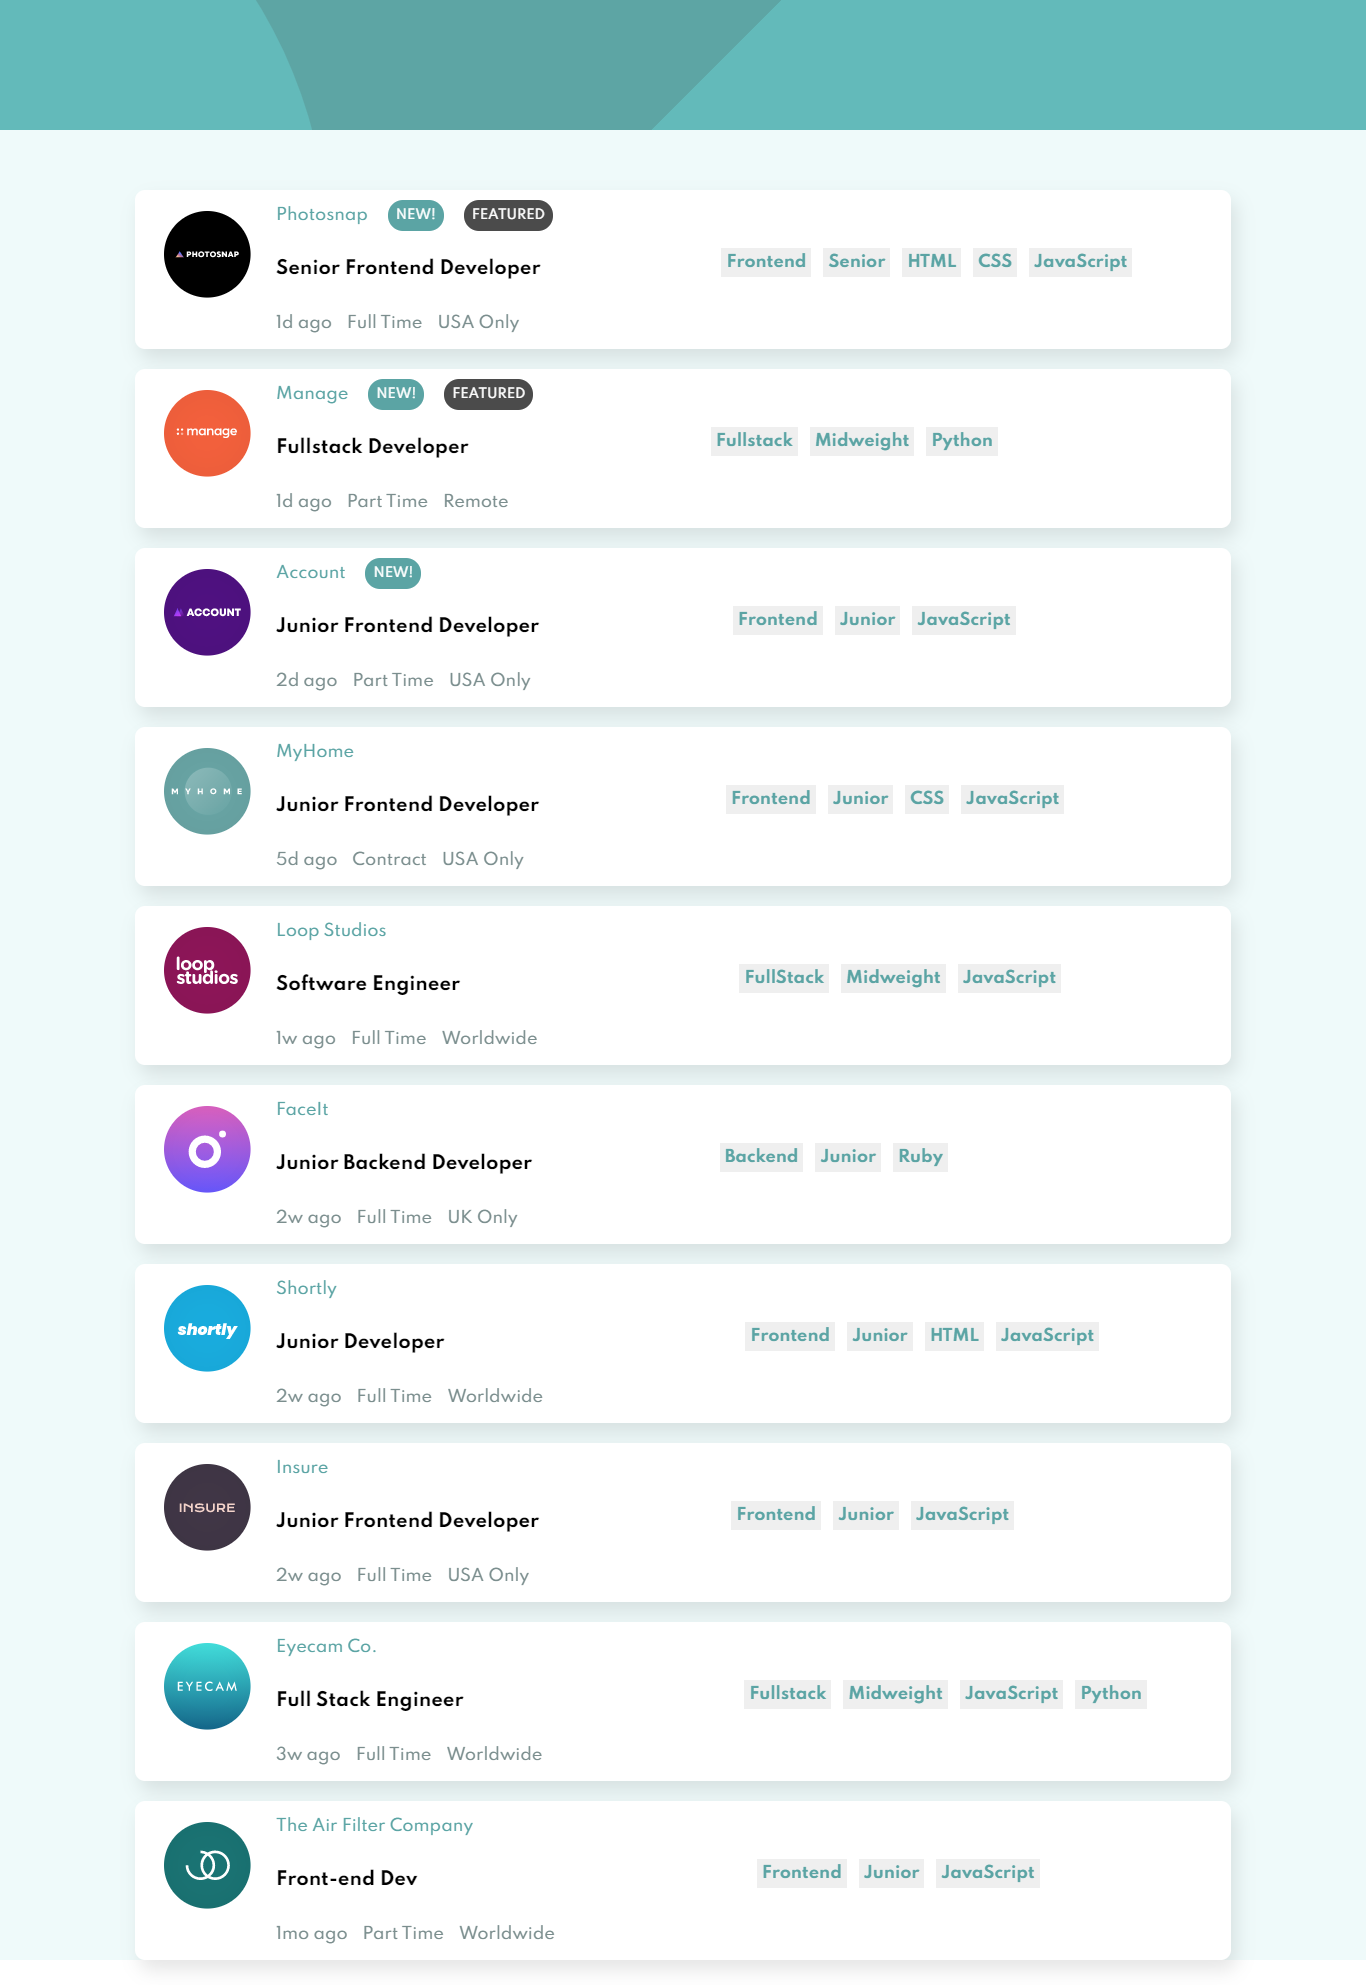 PHOTOSNAP
Photosnap NEW! FEATURED
Senior Frontend Developer
1d ago Full Time USA Only
Frontend Senior HTML CSS JavaScript
manage
Manage NEW! FEATURED
Fullstack Developer
1d ago Part Time Remote
Fullstack Midweight Python
ACCOUNT
Account NEW!
Junior Frontend Developer
2d ago Part Time USA Only
Frontend Junior JavaScript
MYHOME
MyHome
Junior Frontend Developer
5d ago Contract USA Only
Frontend Junior CSS JavaScript
loop
studios
Loop Studios
Software Engineer
1w ago Full Time Worldwide
FullStack Midweight JavaScript
FaceIt
Junior Backend Developer
2w ago Full Time UK Only
Backend Junior Ruby
shortly
Shortly
Junior Developer
2w ago Full Time Worldwide
Frontend Junior HTML JavaScript
INSURE
Insure
Junior Frontend Developer
2w ago Full Time USA Only
Frontend Junior JavaScript
EYECAM
Eyecam Co.
Full Stack Engineer
3w ago Full Time Worldwide
Fullstack Midweight JavaScript Python
The Air Filter Company
Front-end Dev
1mo ago Part Time Worldwide
Frontend Junior JavaScript